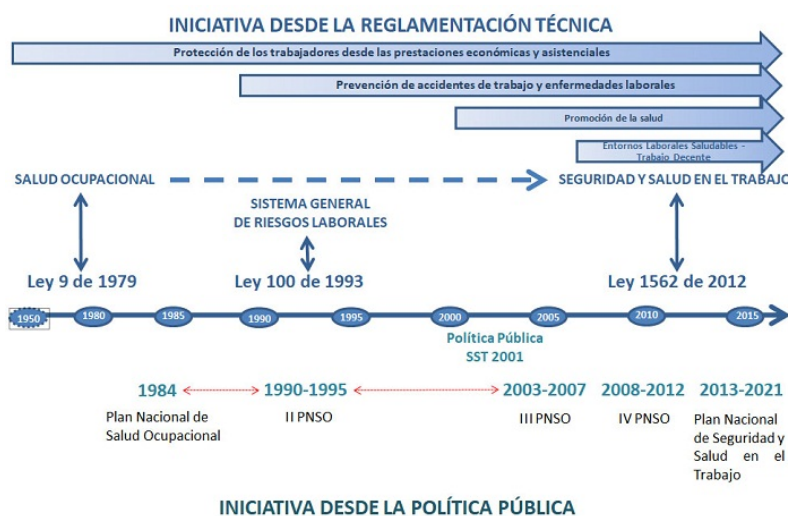 INICIATIVA DESDE LA REGLAMENTACIÓN TÉCNICA
Protección de los trabajadores desde las prestaciones económicas y asistenciales
Prevención de accidentes de trabajo y enfermedades laborales
Promoción de la salud
Entornos Laborales Saludables -
Trabajo Decente
SALUD OCUPACIONAL
SEGURIDAD Y SALUD EN EL TRABAJO
SISTEMA GENERAL
DE RIESGOS LABORALES
Ley 9 de 1979
Ley 100 de 1993
Ley 1562 de 2012
1950
1980
1985
1990
1995
2000
2005
2010
2015
Política Pública
SST 2001
1984
1990-1995
2003-2007
2008-2012
2013-2021
Plan Nacional de
Salud Ocupacional
II PNSO
III PNSO
IV PNSO
Plan Nacional
de Seguridad y
Salud en el
Trabajo
INICIATIVA DESDE LA POLÍTICA PÚBLICA